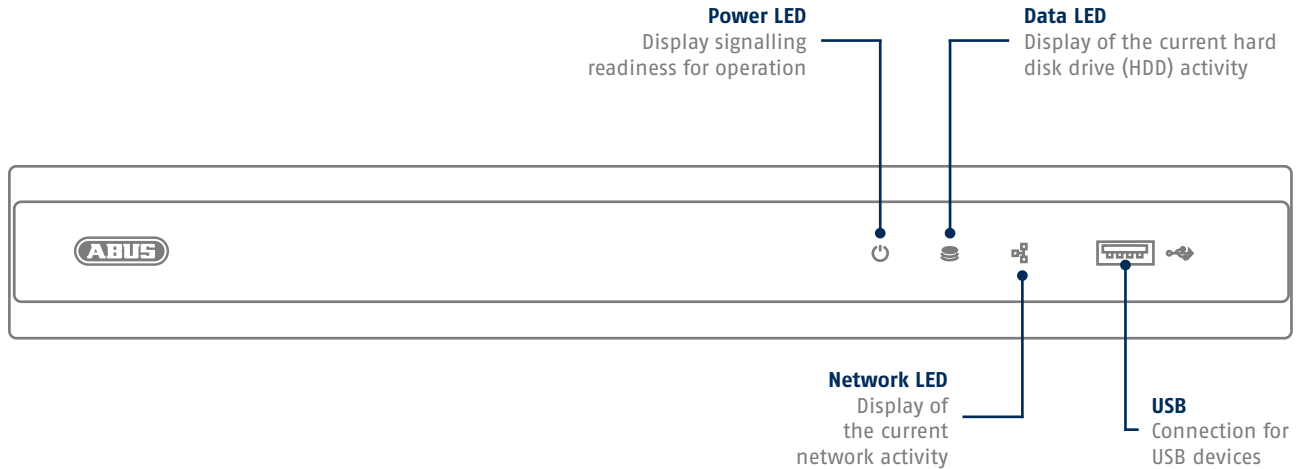 Power LED
Display signalling
readiness for operation
Data LED
Display of the current hard
disk drive (HDD) activity
ABUS
Network LED
Display of
the current
network activity
USB
Connection for
USB devices